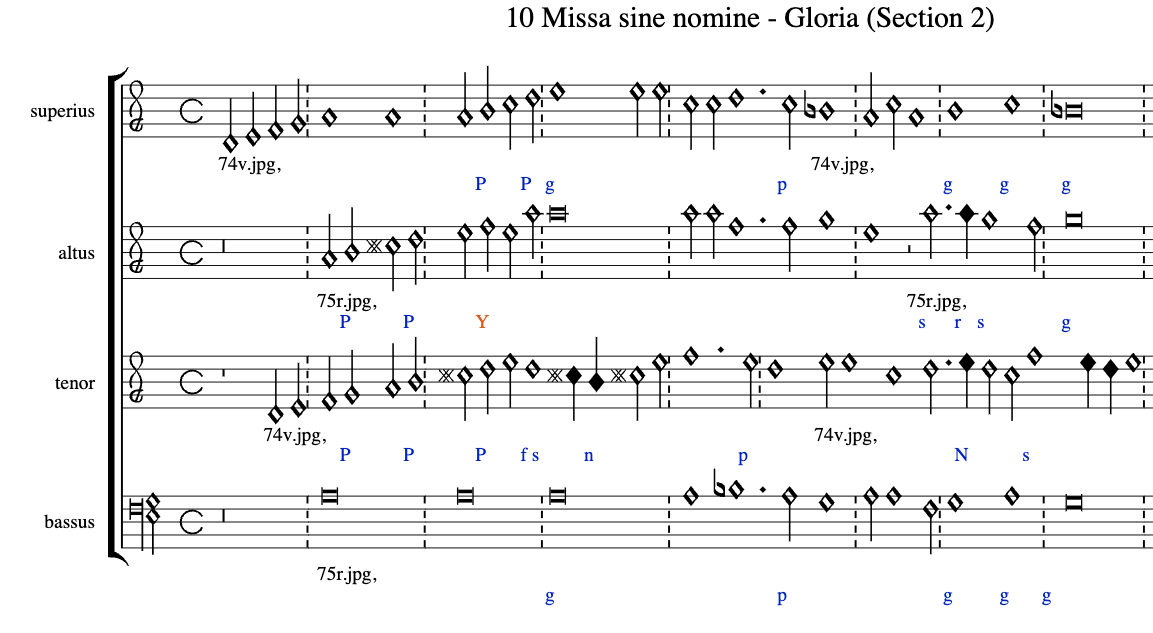 10 Missa sine nomine - Gloria (Section 2)
superius
74v.jpg, 74v.jpg,
P P g p g g g
altus
75r.jpg, 75r.jpg,
P P Y s r s g
tenor
74v.jpg, 74v.jpg,
P P P f s n p N s
bassus
75r.jpg,
g p g g g